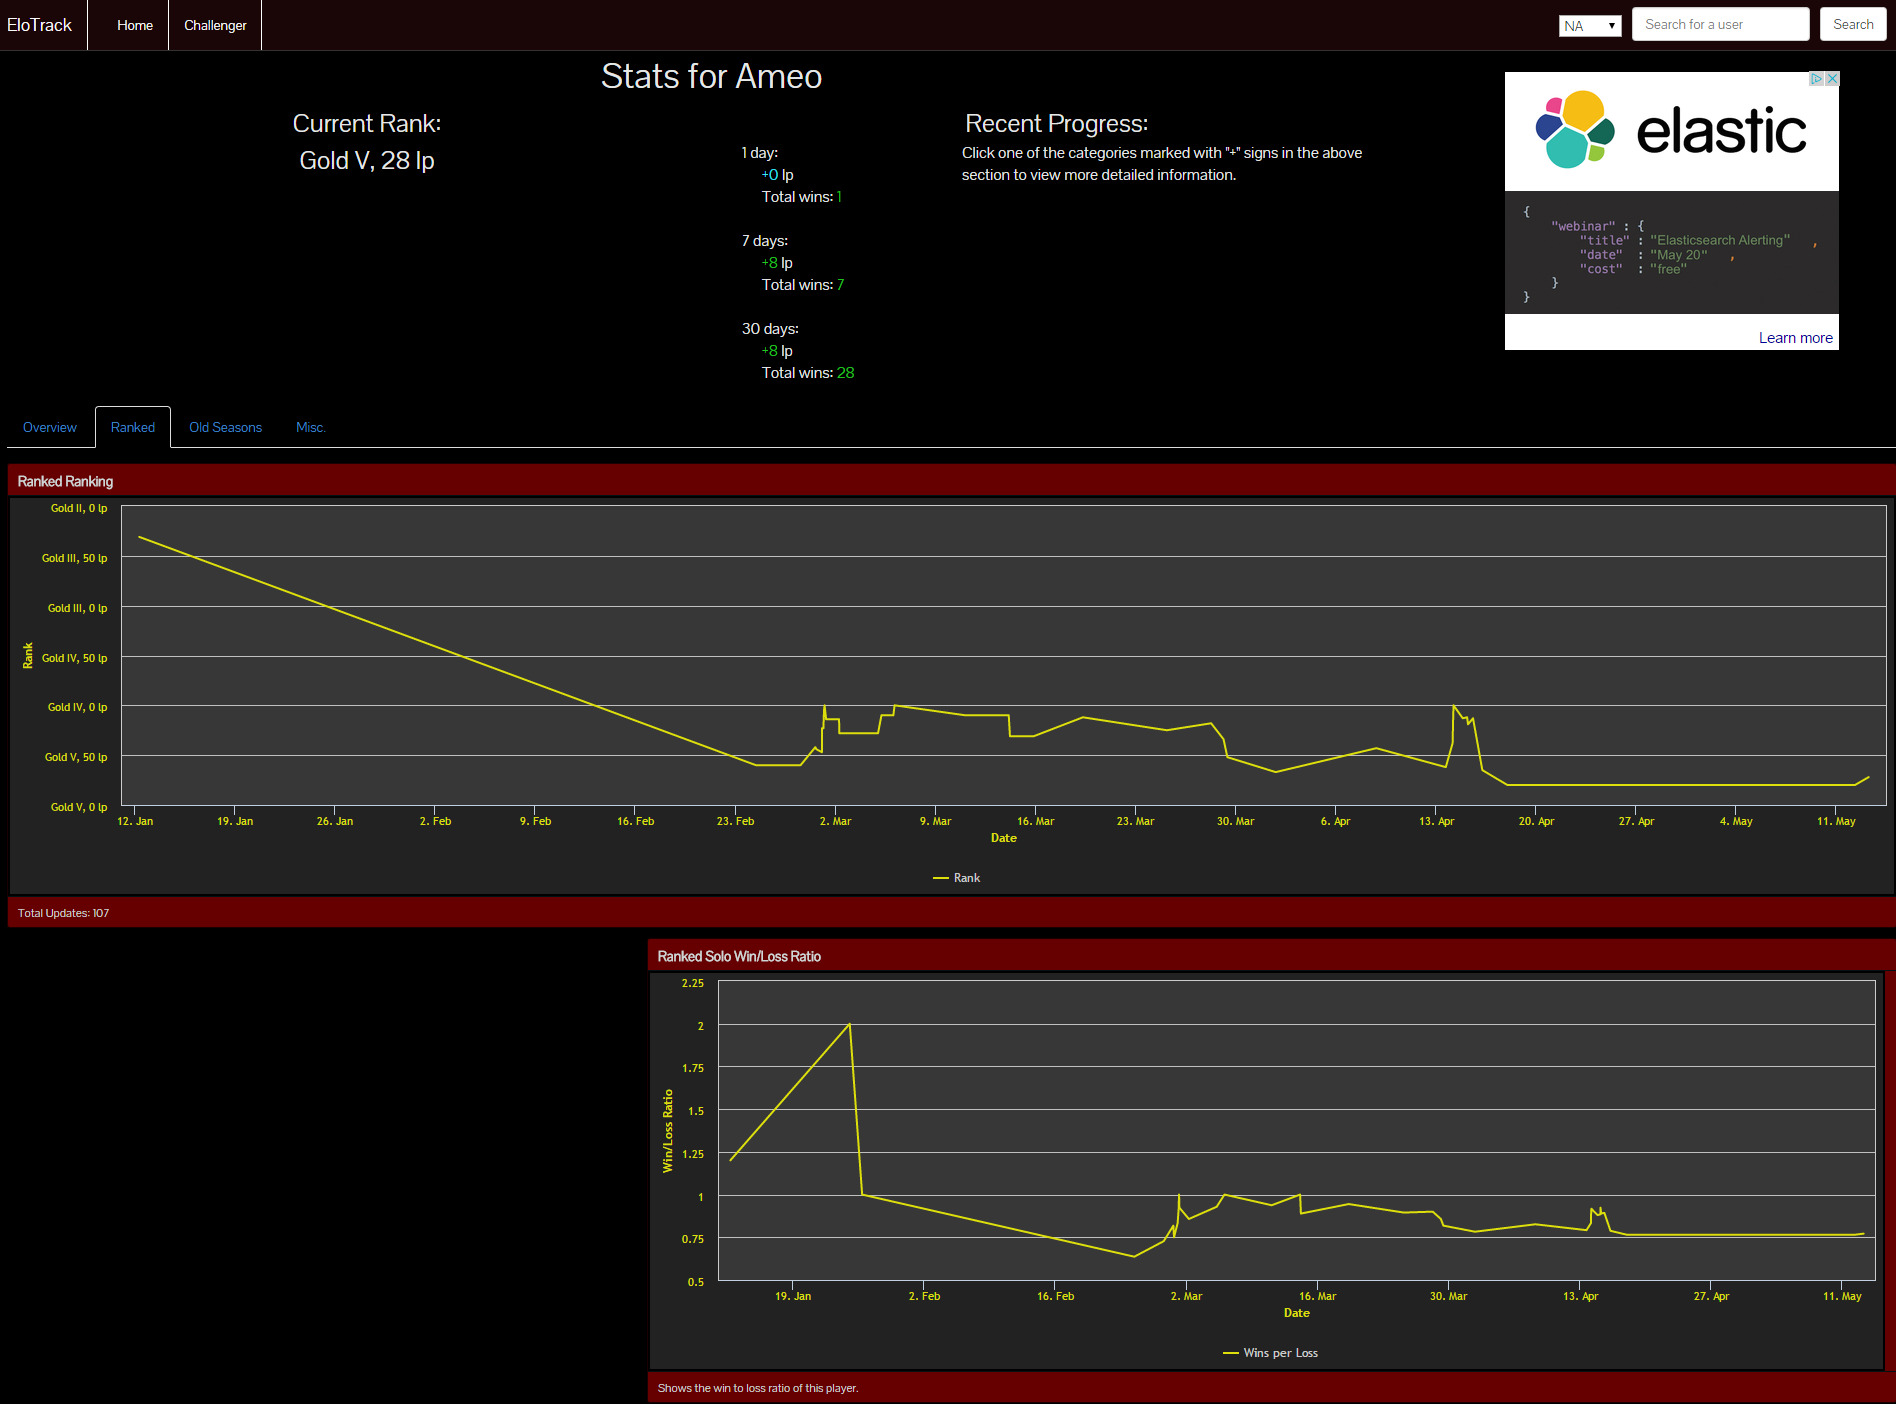 EloTrack
Home
Challenger
NA
Search for a user
Search
Stats for Ameo
Current Rank:
Gold V, 28 lp
1 day:
+0 lp
Total wins: 1
7 days:
+8 lp
Total wins: 7
30 days:
+8 lp
Total wins: 28
Recent Progress:
Click one of the categories marked with "+" signs in the above
section to view more detailed information.
elastic
{
"webinar" : {
"title" : "Elasticsearch Alerting" ,
"date" : "May 20" ,
"cost" : "free"
}
}
Learn more
Overview
Ranked
Old Seasons
Misc.
Ranked Ranking
Gold II, 0 lp
Gold III, 50 lp
Gold III, 0 lp
Gold IV, 50 lp
Gold IV, 0 lp
Gold V, 50 lp
Gold V, 0 lp
Rank
12. Jan
19. Jan
26. Jan
2. Feb
9. Feb
16. Feb
23. Feb
2. Mar
9. Mar
16. Mar
23. Mar
30. Mar
6. Apr
13. Apr
20. Apr
27. Apr
4. May
11. May
Date
Rank
Total Updates: 107
Ranked Solo Win/Loss Ratio
2.25
2
1.75
1.5
1.25
1
0.75
0.5
Win/Loss Ratio
19. Jan
2. Feb
16. Feb
2. Mar
16. Mar
30. Mar
13. Apr
27. Apr
11. May
Date
Wins per Loss
Shows the win to loss ratio of this player.